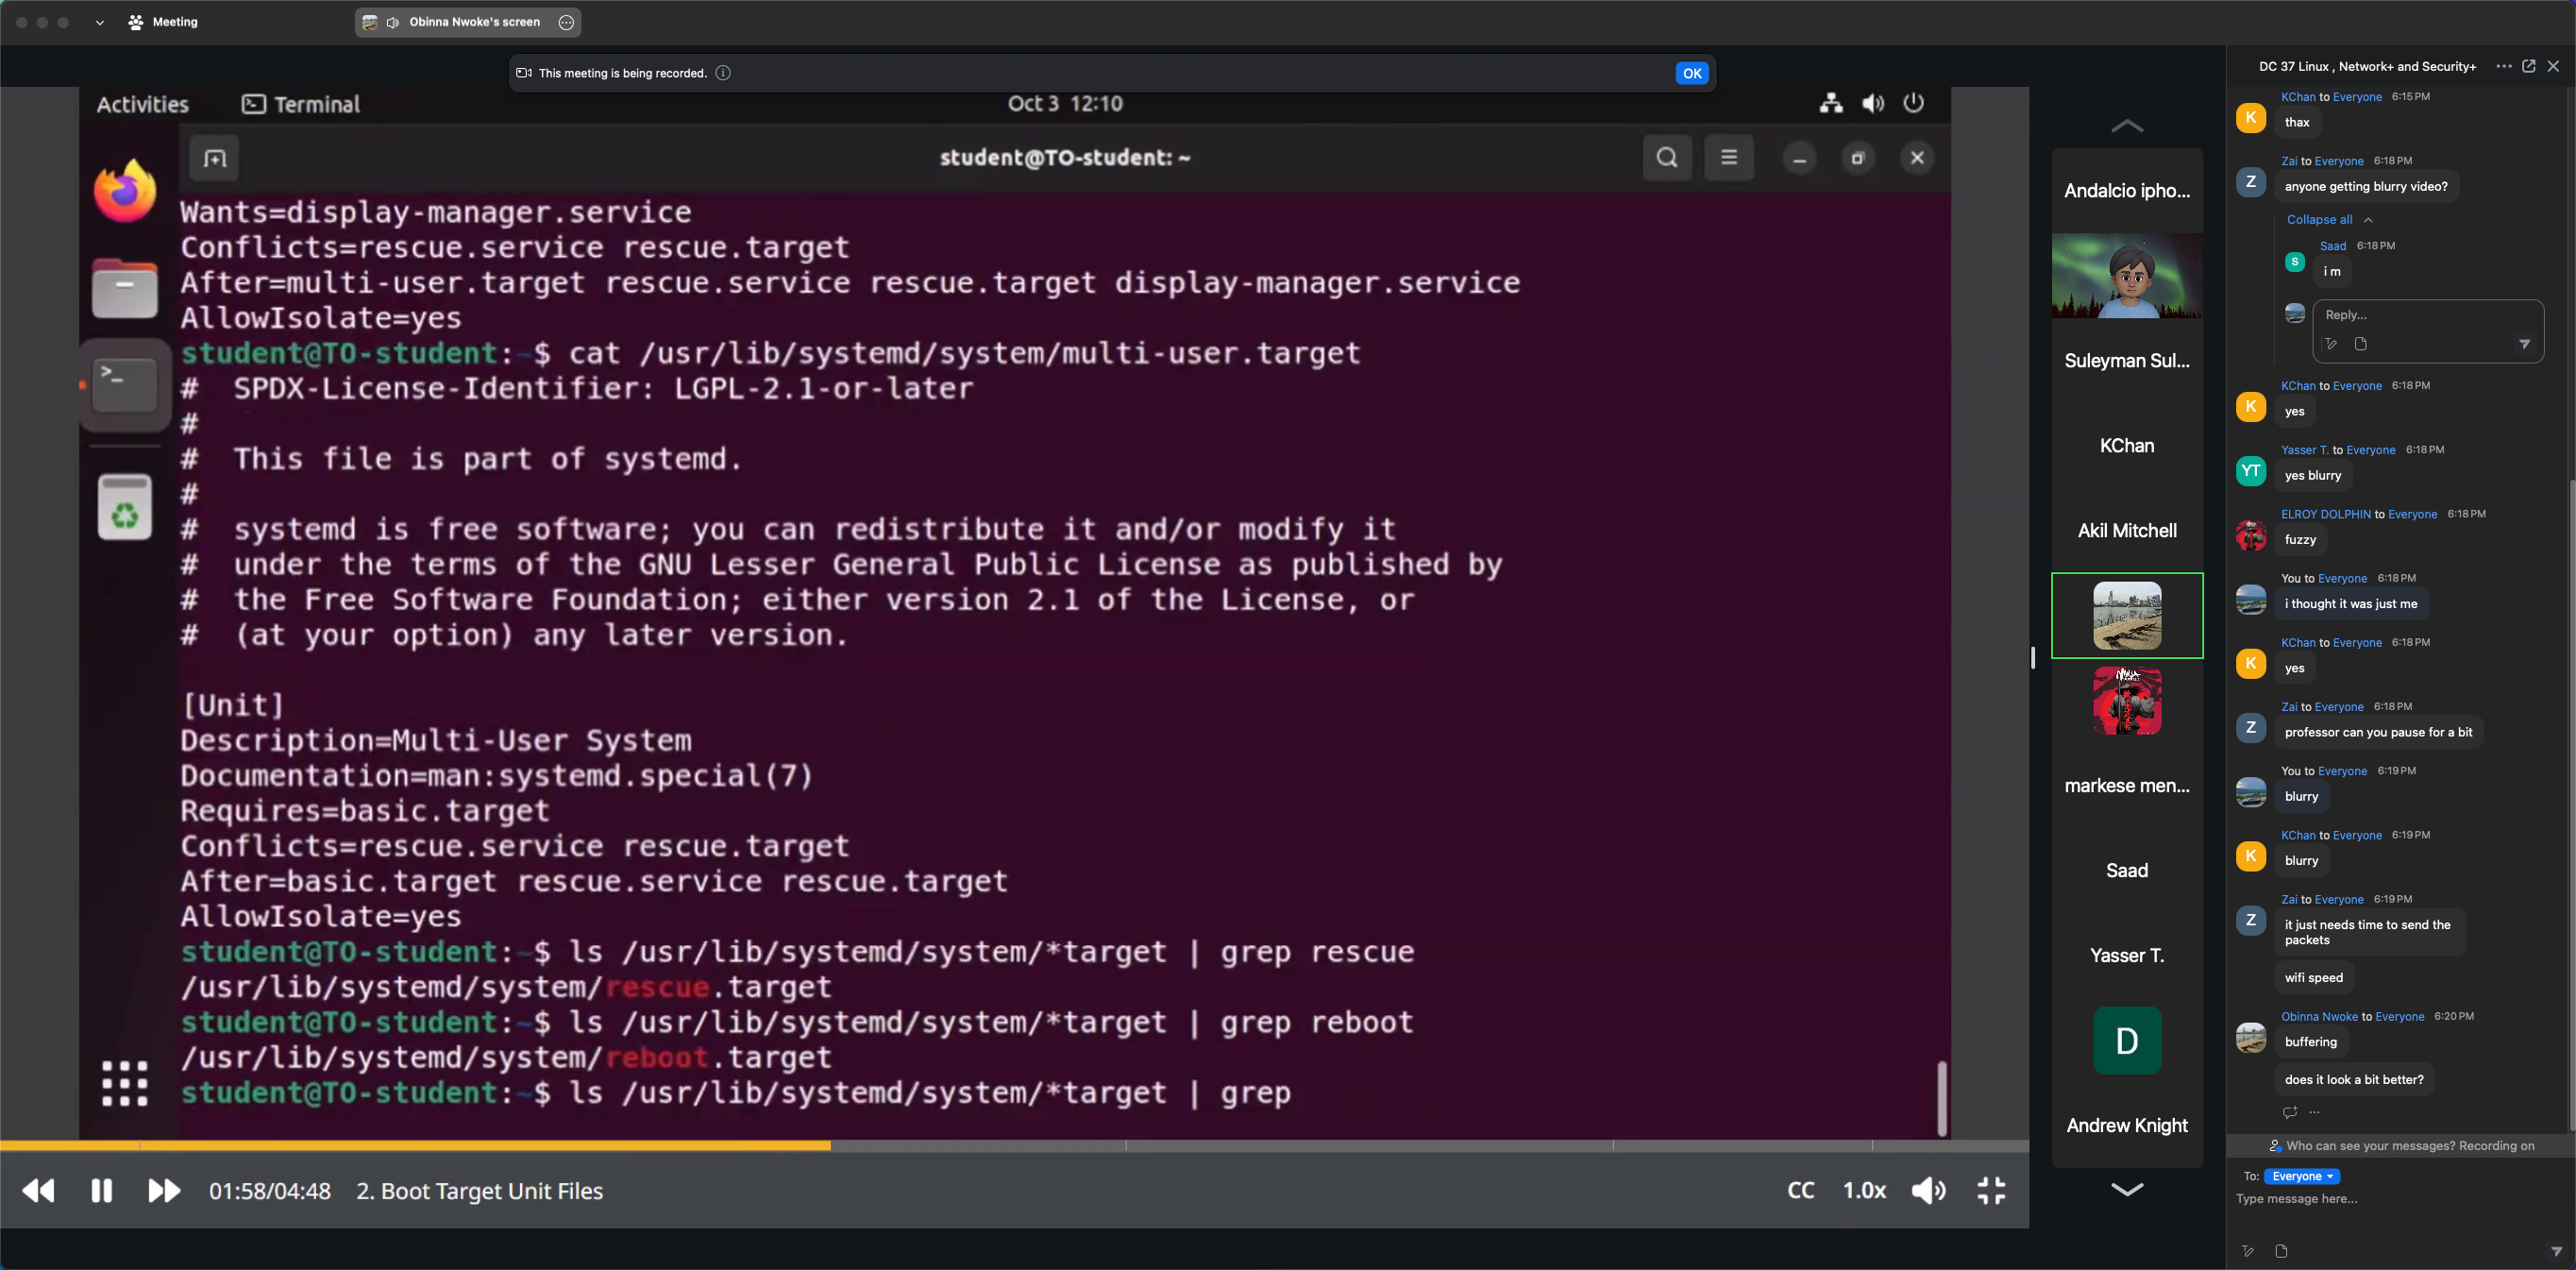 Meeting
Obinna Nwoke's screen
This meeting is being recorded.
OK
Activities
Terminal
Oct 3 12:10
student@TO-student: ~
Wants=display-manager.service
Conflicts=rescue.service rescue.target
After=multi-user.target rescue.service rescue.target display-manager.service
AllowIsolate=yes
student@TO-student:~$ cat /usr/lib/systemd/system/multi-user.target
#  SPDX-License-Identifier: LGPL-2.1-or-later
#
#  This file is part of systemd.
#
#  systemd is free software; you can redistribute it and/or modify it
#  under the terms of the GNU Lesser General Public License as published by
#  the Free Software Foundation; either version 2.1 of the License, or
#  (at your option) any later version.
[Unit]
Description=Multi-User System
Documentation=man:systemd.special(7)
Requires=basic.target
Conflicts=rescue.service rescue.target
After=basic.target rescue.service rescue.target
AllowIsolate=yes
student@TO-student:~$ ls /usr/lib/systemd/system/*target | grep rescue
/usr/lib/systemd/system/rescue.target
student@TO-student:~$ ls /usr/lib/systemd/system/*target | grep reboot
/usr/lib/systemd/system/reboot.target
student@TO-student:~$ ls /usr/lib/systemd/system/*target | grep
01:58/04:48
2. Boot Target Unit Files
CC
1.0x
Andalcio ipho...
Suleyman Sul...
KChan
Akil Mitchell
markese men...
Saad
Yasser T.
D
Andrew Knight
DC 37 Linux , Network+ and Security+
KChan to Everyone 6:15 PM
K
thax
Zai to Everyone 6:18 PM
Z
anyone getting blurry video?
Collapse all
Saad 6:18 PM
S
i m
Reply...
KChan to Everyone 6:18 PM
K
yes
Yasser T. to Everyone 6:18 PM
YT
yes blurry
ELROY DOLPHIN to Everyone 6:18 PM
fuzzy
You to Everyone 6:18 PM
i thought it was just me
KChan to Everyone 6:18 PM
K
yes
Zai to Everyone 6:18 PM
Z
professor can you pause for a bit
You to Everyone 6:19 PM
blurry
KChan to Everyone 6:19 PM
K
blurry
Zai to Everyone 6:19 PM
Z
it just needs time to send the
packets
wifi speed
Obinna Nwoke to Everyone 6:20 PM
buffering
does it look a bit better?
Who can see your messages? Recording on
To: Everyone
Type message here...